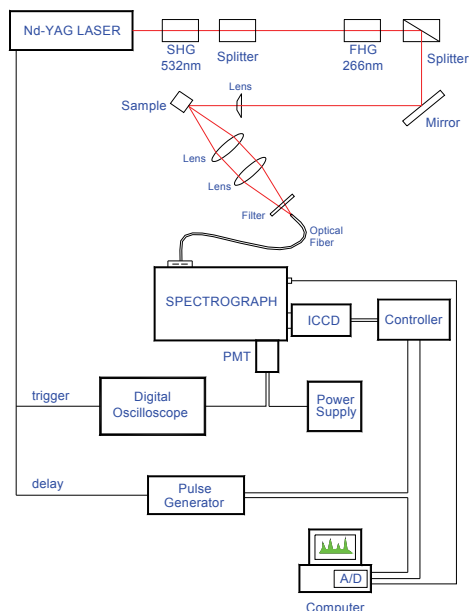 Nd-YAG LASER
SHG
532nm
Splitter
FHG
266nm
Splitter
Sample
Lens
Mirror
Lens
Lens
Filter
Optical
Fiber
SPECTROGRAPH
ICCD
Controller
PMT
trigger
Digital
Oscilloscope
Power
Supply
delay
Pulse
Generator
A/D
Computer